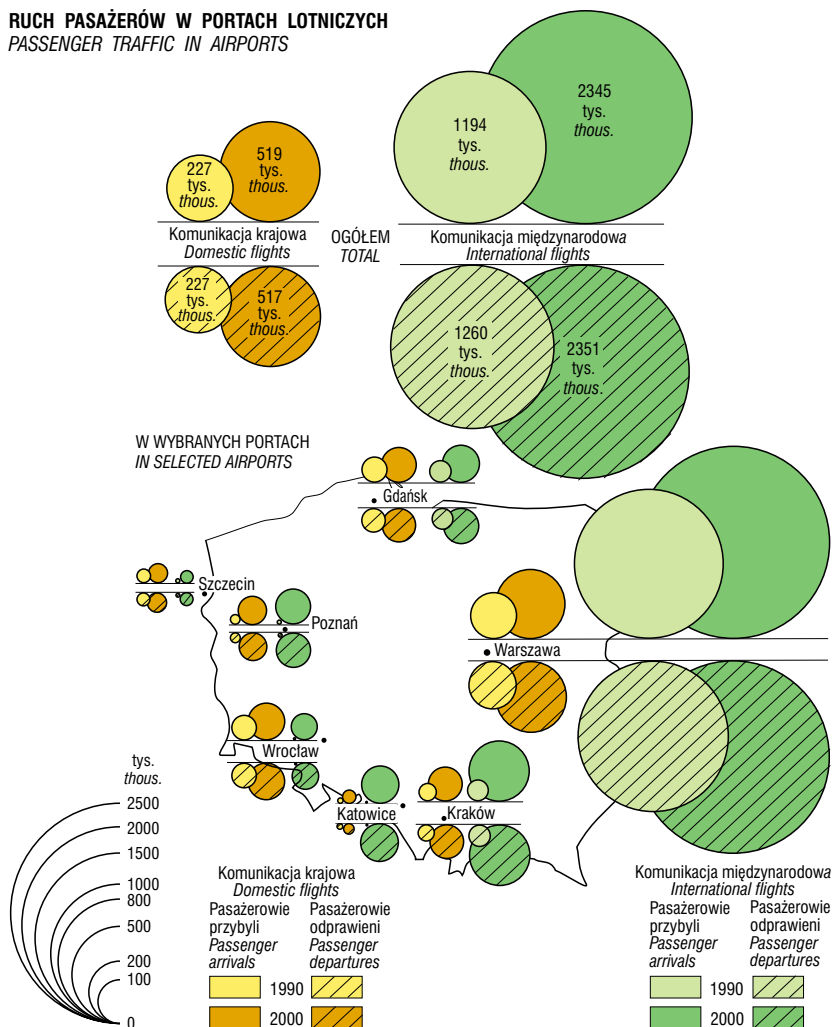 RUCH PASAŻERÓW W PORTACH LOTNICZYCH
PASSENGER TRAFFIC IN AIRPORTS
2345
tys.
thous.
1194
tys.
thous.
519
tys.
thous.
227
tys.
thous.
Komunikacja krajowa
Domestic flights
OGÓŁEM
TOTAL
Komunikacja międzynarodowa
International flights
227
tys.
thous.
517
tys.
thous.
1260
tys.
thous.
2351
tys.
thous.
W WYBRANYCH PORTACH
IN SELECTED AIRPORTS
Gdańsk
Szczecin
Poznań
Warszawa
Wrocław
Katowice
Kraków
tys.
thous.
2500
2000
1500
1000
800
500
200
100
0
Komunikacja krajowa
Domestic flights
Pasażerowie
przybyli
Passenger
arrivals
Pasażerowie
odprawieni
Passenger
departures
1990
2000
Komunikacja międzynarodowa
International flights
Pasażerowie
przybyli
Passenger
arrivals
Pasażerowie
odprawieni
Passenger
departures
1990
2000